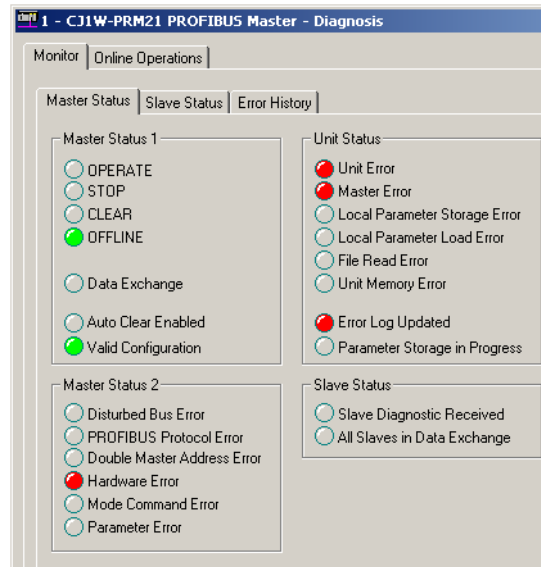 1 - CJ1W-PRM21 PROFIBUS Master - Diagnosis
Monitor
Online Operations
Master Status
Slave Status
Error History
Master Status 1
OPERATE
STOP
CLEAR
OFFLINE
Data Exchange
Auto Clear Enabled
Valid Configuration
Master Status 2
Disturbed Bus Error
PROFIBUS Protocol Error
Double Master Address Error
Hardware Error
Mode Command Error
Parameter Error
Unit Status
Unit Error
Master Error
Local Parameter Storage Error
Local Parameter Load Error
File Read Error
Unit Memory Error
Error Log Updated
Parameter Storage in Progress
Slave Status
Slave Diagnostic Received
All Slaves in Data Exchange